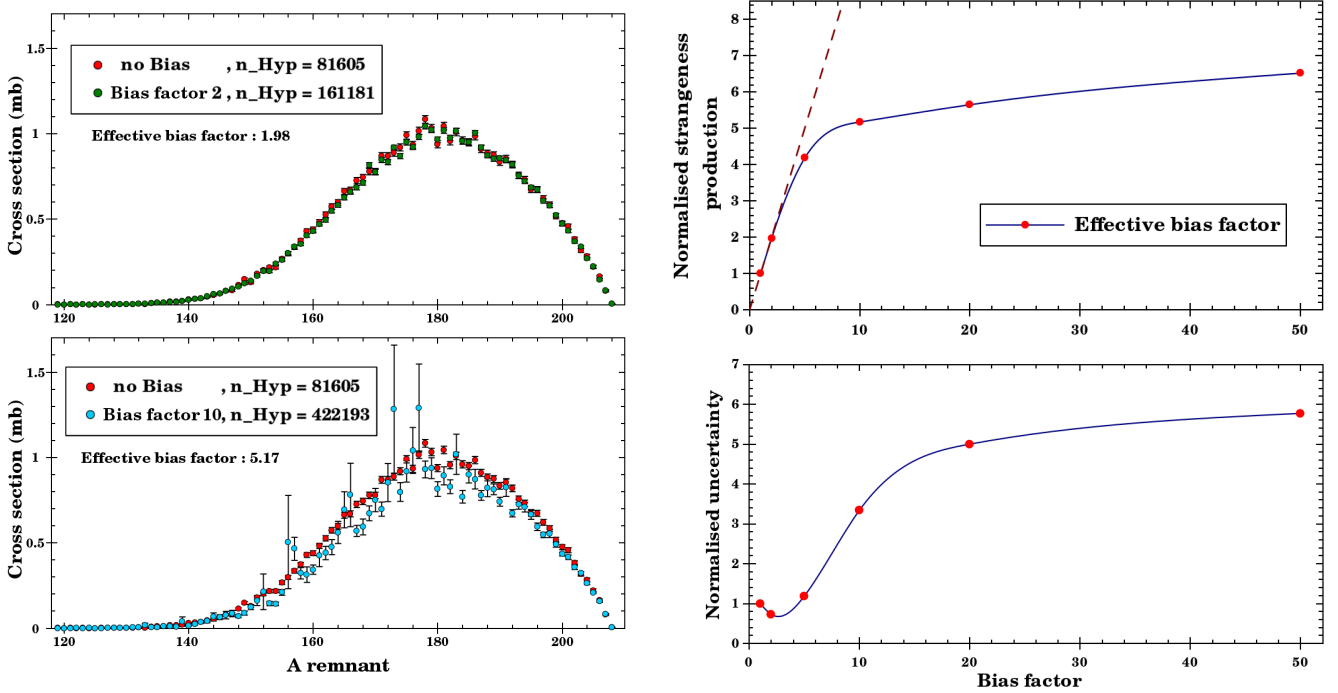 Cross section (mb)
1.5
1
0.5
0
no Bias , n_Hyp = 81605
Bias factor 2 , n_Hyp = 161181
Effective bias factor : 1.98
120 140 160 180 200
Cross section (mb)
1.5
1
0.5
0
no Bias , n_Hyp = 81605
Bias factor 10, n_Hyp = 422193
Effective bias factor : 5.17
120 140 160 180 200
A remnant
Normalised strangeness
production
8
7
6
5
4
3
2
1
0
Effective bias factor
0 10 20 30 40 50
Normalised uncertainty
7
6
5
4
3
2
1
0
0 10 20 30 40 50
Bias factor